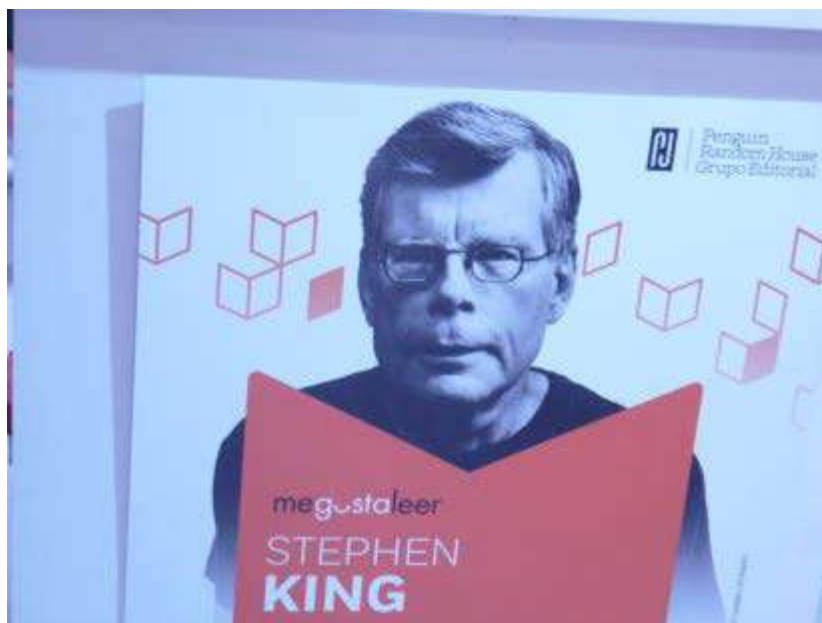 Penguin
Random House
Grupo Editorial
megustaleer
STEPHEN
KING